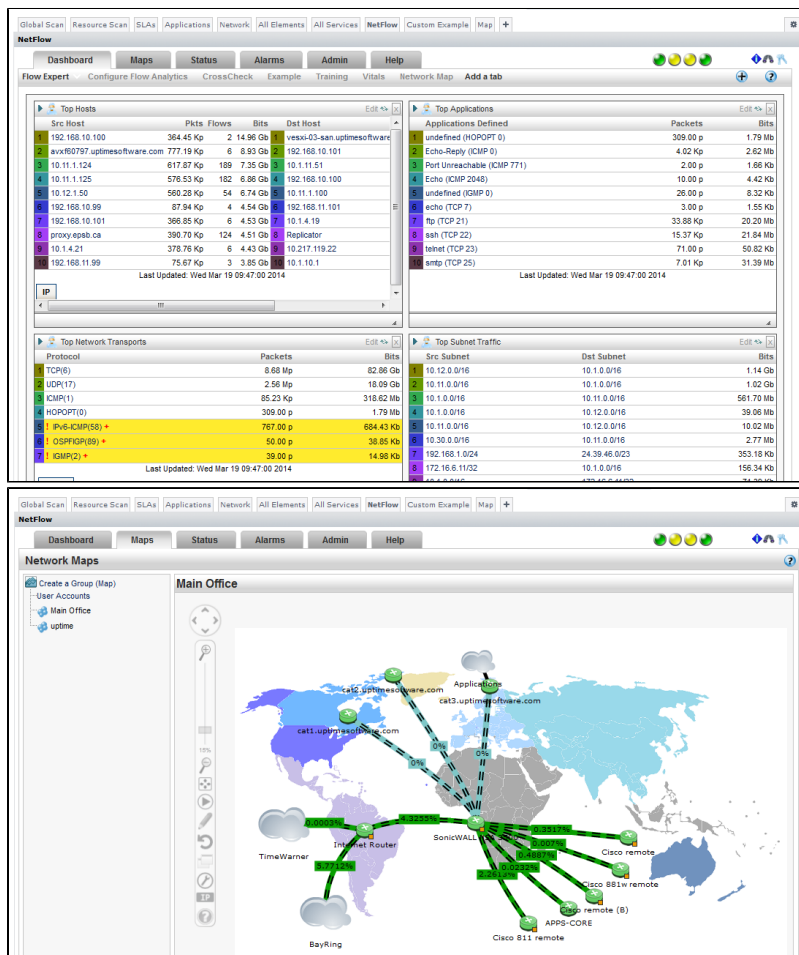 Global Scan Resource Scan SLAs Applications Network All Elements All Services NetFlow Custom Example Map +
NetFlow
Dashboard Maps Status Alarms Admin Help
Flow Expert Configure Flow Analytics CrossCheck Example Training Vitals Network Map Add a tab
Top Hosts Edit
Src Host Pkts Flows Bits Dst Host
1 192.168.10.100 364.45 Kp 2 14.96 Gb 1 vesxi-03-san.uptimesoftware
2 avxf60797.uptimesoftware.com 777.19 Kp 6 8.93 Gb 2 192.168.10.101
3 10.11.1.124 617.87 Kp 189 7.35 Gb 3 10.1.11.51
4 10.11.1.125 576.53 Kp 182 6.86 Gb 4 192.168.10.100
5 10.12.1.50 560.28 Kp 54 6.74 Gb 5 10.11.1.100
6 192.168.10.99 87.94 Kp 4 4.54 Gb 6 192.168.11.101
7 192.168.10.101 366.85 Kp 6 4.53 Gb 7 10.1.4.19
8 proxy.epsb.ca 390.70 Kp 124 4.51 Gb 8 Replicator
9 10.1.4.21 378.76 Kp 6 4.43 Gb 9 10.217.119.22
10 192.168.11.99 75.67 Kp 3 3.85 Gb 10 10.1.10.1
Last Updated: Wed Mar 19 09:47:00 2014
IP
Top Applications Edit
Applications Defined Packets Bits
1 undefined (HOPOPT 0) 309.00 p 1.79 Mb
2 Echo-Reply (ICMP 0) 4.02 Kp 2.62 Mb
3 Port Unreachable (ICMP 771) 2.00 p 1.66 Kb
4 Echo (ICMP 2048) 10.00 p 4.42 Kb
5 undefined (IGMP 0) 26.00 p 8.32 Kb
6 echo (TCP 7) 3.00 p 1.55 Kb
7 ftp (TCP 21) 33.88 Kp 20.20 Mb
8 ssh (TCP 22) 15.37 Kp 21.84 Mb
9 telnet (TCP 23) 71.00 p 50.82 Kb
10 smtp (TCP 25) 7.01 Kp 31.39 Mb
Last Updated: Wed Mar 19 09:47:00 2014
Top Network Transports Edit
Protocol Packets Bits
1 TCP(6) 8.68 Mp 82.86 Gb
2 UDP(17) 2.56 Mp 18.09 Gb
3 ICMP(1) 85.23 Kp 318.62 Mb
4 HOPOPT(0) 309.00 p 1.79 Mb
5 ! IPv6-ICMP(58) + 767.00 p 684.43 Kb
6 ! OSPFIGP(89) + 50.00 p 38.85 Kb
7 ! IGMP(2) + 39.00 p 14.98 Kb
Last Updated: Wed Mar 19 09:47:00 2014
Top Subnet Traffic Edit
Src Subnet Dst Subnet Bits
1 10.12.0.0/16 10.1.0.0/16 1.14 Gb
2 10.11.0.0/16 10.1.0.0/16 1.02 Gb
3 10.1.0.0/16 10.11.0.0/16 561.70 Mb
4 10.1.0.0/16 10.12.0.0/16 39.06 Mb
5 10.11.0.0/16 10.12.0.0/16 10.02 Mb
6 10.30.0.0/16 10.11.0.0/16 2.77 Mb
7 192.168.1.0/24 24.39.46.0/23 353.18 Kb
8 172.16.6.11/32 10.1.0.0/16 156.34 Kb
Global Scan Resource Scan SLAs Applications Network All Elements All Services NetFlow Custom Example Map +
NetFlow
Dashboard Maps Status Alarms Admin Help
Network Maps
Create a Group (Map)
User Accounts
Main Office
uptime
Main Office
Applications
cat2.uptimesoftware.com
cat3.uptimesoftware.com
cat1.uptimesoftware.com
0%
0%
0%
15%
0.0003%
4.3255%
0.3517%
0.007%
0.4887%
0.0232%
Internet Router
SonicWALL
Cisco remote
TimeWarner
5.7712%
Cisco 881w remote
Cisco remote (B)
APPS-CORE
Cisco 811 remote
BayRing
IP